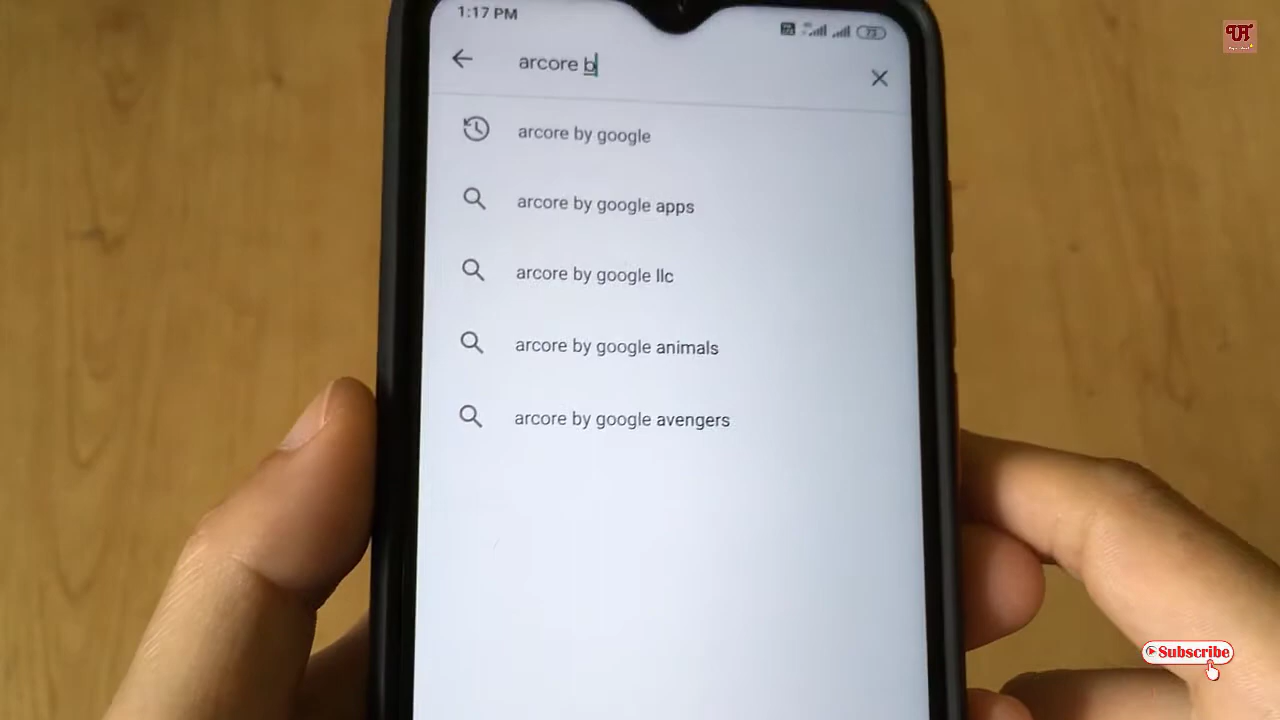 1:17 PM
73
arcore b
arcore by google
arcore by google apps
arcore by google llc
arcore by google animals
arcore by google avengers
Subscribe